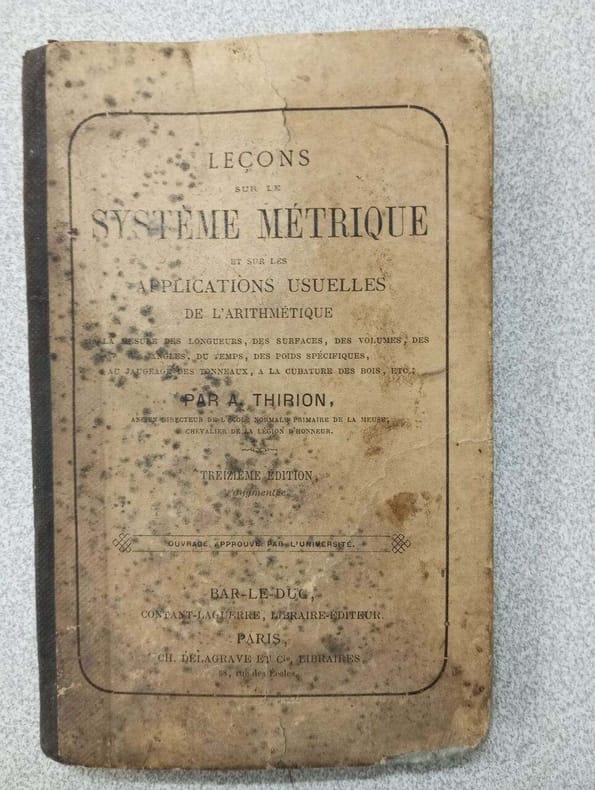 LEÇONS
SUR LE
SYSTÈME MÉTRIQUE
ET SUR LES
APPLICATIONS USUELLES
DE L'ARITHMÉTIQUE
LA MESURE DES LONGUEURS, DES SURFACES, DES VOLUMES, DES
ANGLES, DU TEMPS, DES POIDS SPÉCIFIQUES,
AU JAUGEAGE DES TONNEAUX, A LA CUBATURE DES BOIS, ETC.;
PAR A. THIRION,
ANCIEN DIRECTEUR DE L'ÉCOLE NORMALE PRIMAIRE DE LA MEUSE,
CHEVALIER DE LA LÉGION D'HONNEUR.
TREIZIÈME ÉDITION,
augmentée.
OUVRAGE APPROUVÉ PAR L'UNIVERSITÉ.
BAR-LE-DUC,
CONTANT-LAGUERRE, LIBRAIRE-ÉDITEUR.
PARIS,
CH. DELAGRAVE ET Cie, LIBRAIRES,
rue des Écoles.